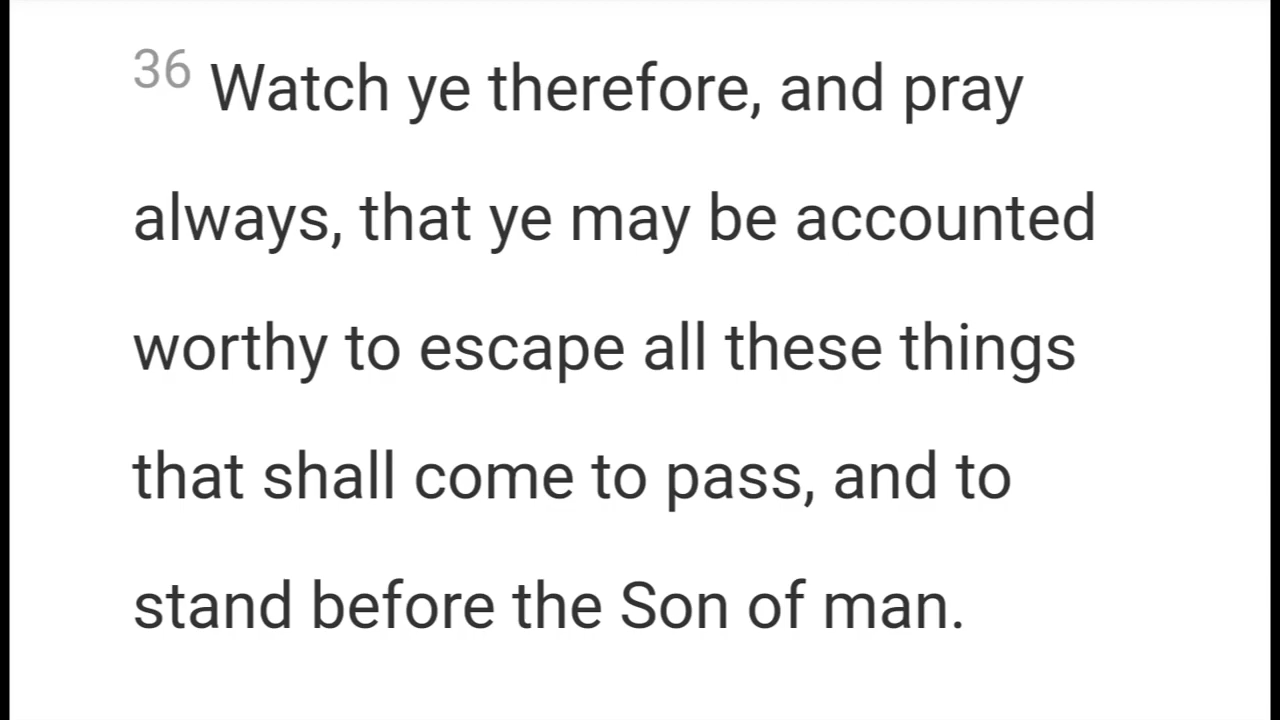 36 Watch ye therefore, and pray
always, that ye may be accounted
worthy to escape all these things
that shall come to pass, and to
stand before the Son of man.